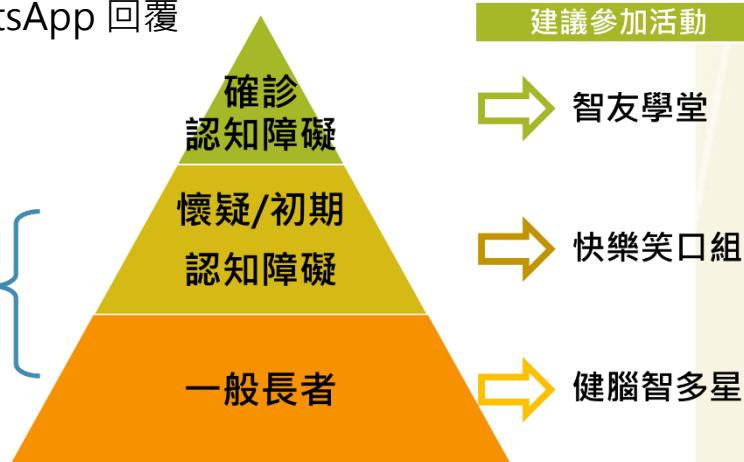 tsApp 回覆
建議參加活動
確診
認知障礙
智友學堂
懷疑/初期
認知障礙
快樂笑口組
一般長者
健腦智多星